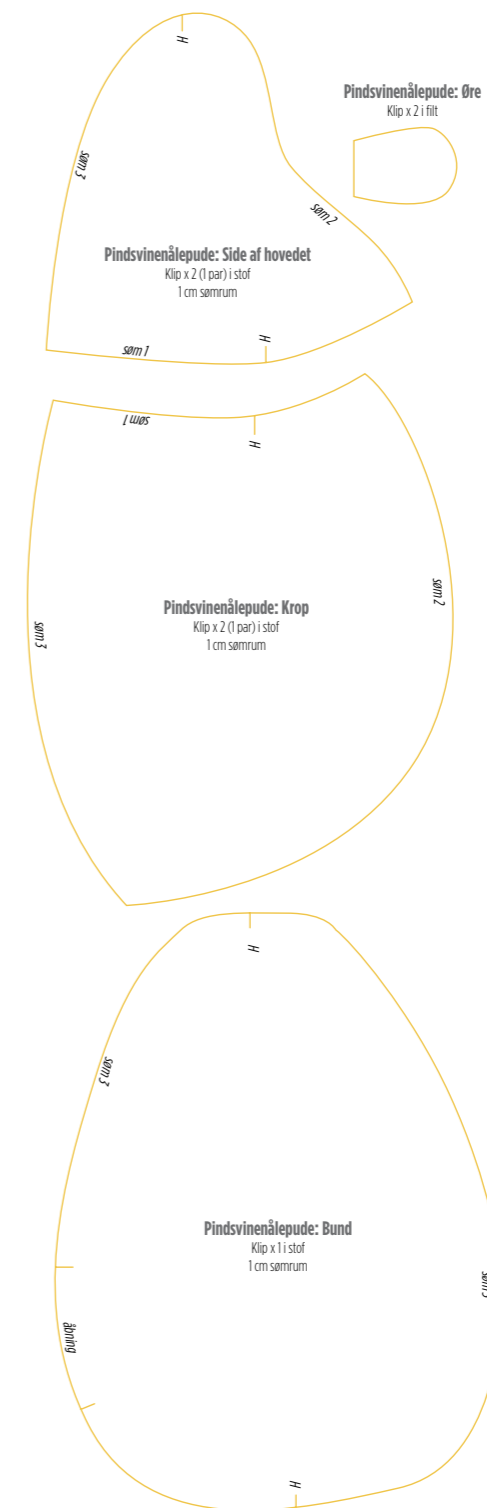 H
søm 3
søm 2
Pindsvinenålepude: Side af hovedet
Klip x 2 (1 par) i stof
1 cm sømrum
søm 1
H
Pindsvinenålepude: Øre
Klip x 2 i filt
søm 1
H
søm 2
Pindsvinenålepude: Krop
Klip x 2 (1 par) i stof
1 cm sømrum
søm 3
H
søm 3
Pindsvinenålepude: Bund
Klip x 1 i stof
1 cm sømrum
åbning
H